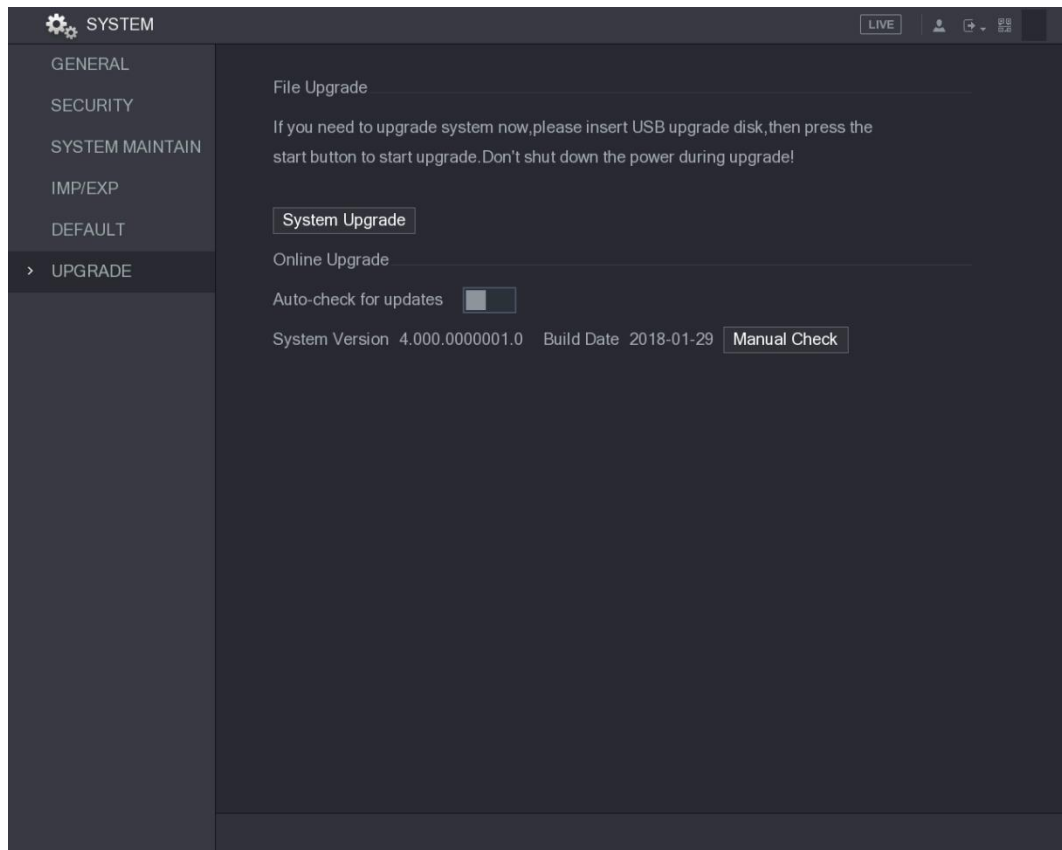 SYSTEM
LIVE
GENERAL
SECURITY
SYSTEM MAINTAIN
IMP/EXP
DEFAULT
UPGRADE
File Upgrade
If you need to upgrade system now,please insert USB upgrade disk,then press the
start button to start upgrade.Don't shut down the power during upgrade!
System Upgrade
Online Upgrade
Auto-check for updates
System Version 4.000.0000001.0 Build Date 2018-01-29 Manual Check